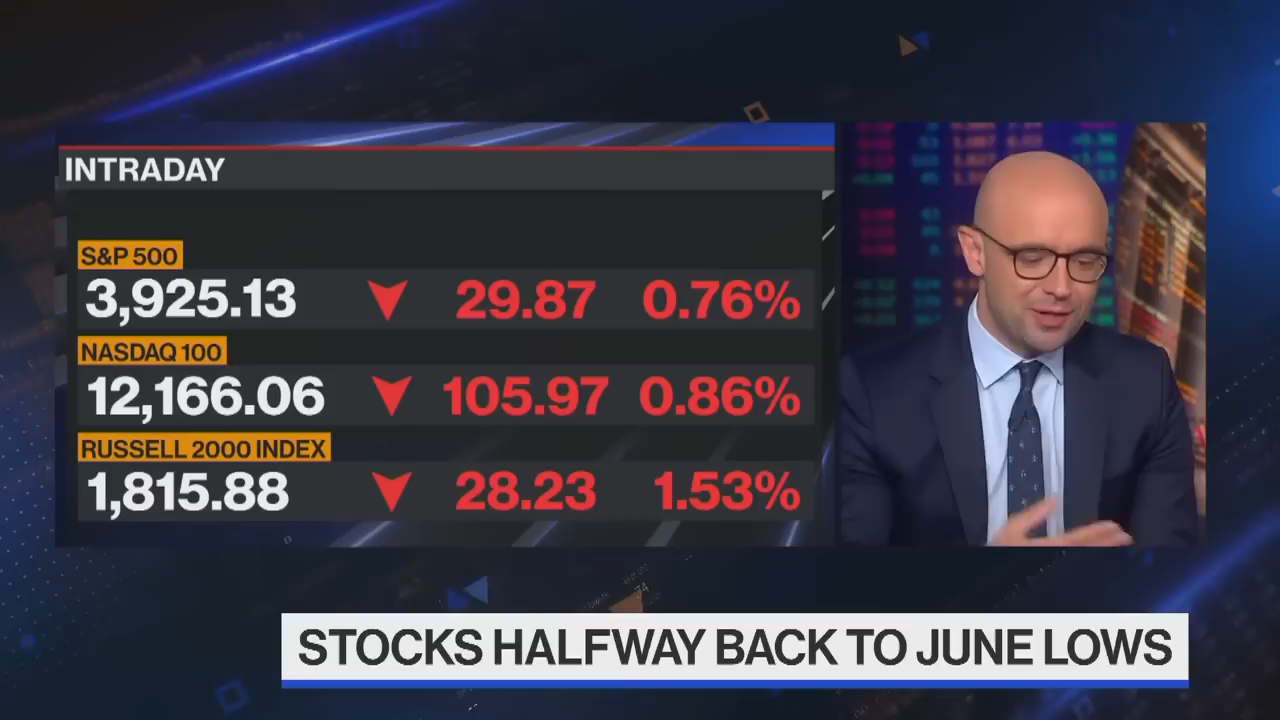 INTRADAY
S&P 500
3,925.13 ▼ 29.87 0.76%
NASDAQ 100
12,166.06 ▼ 105.97 0.86%
RUSSELL 2000 INDEX
1,815.88 ▼ 28.23 1.53%
STOCKS HALFWAY BACK TO JUNE LOWS